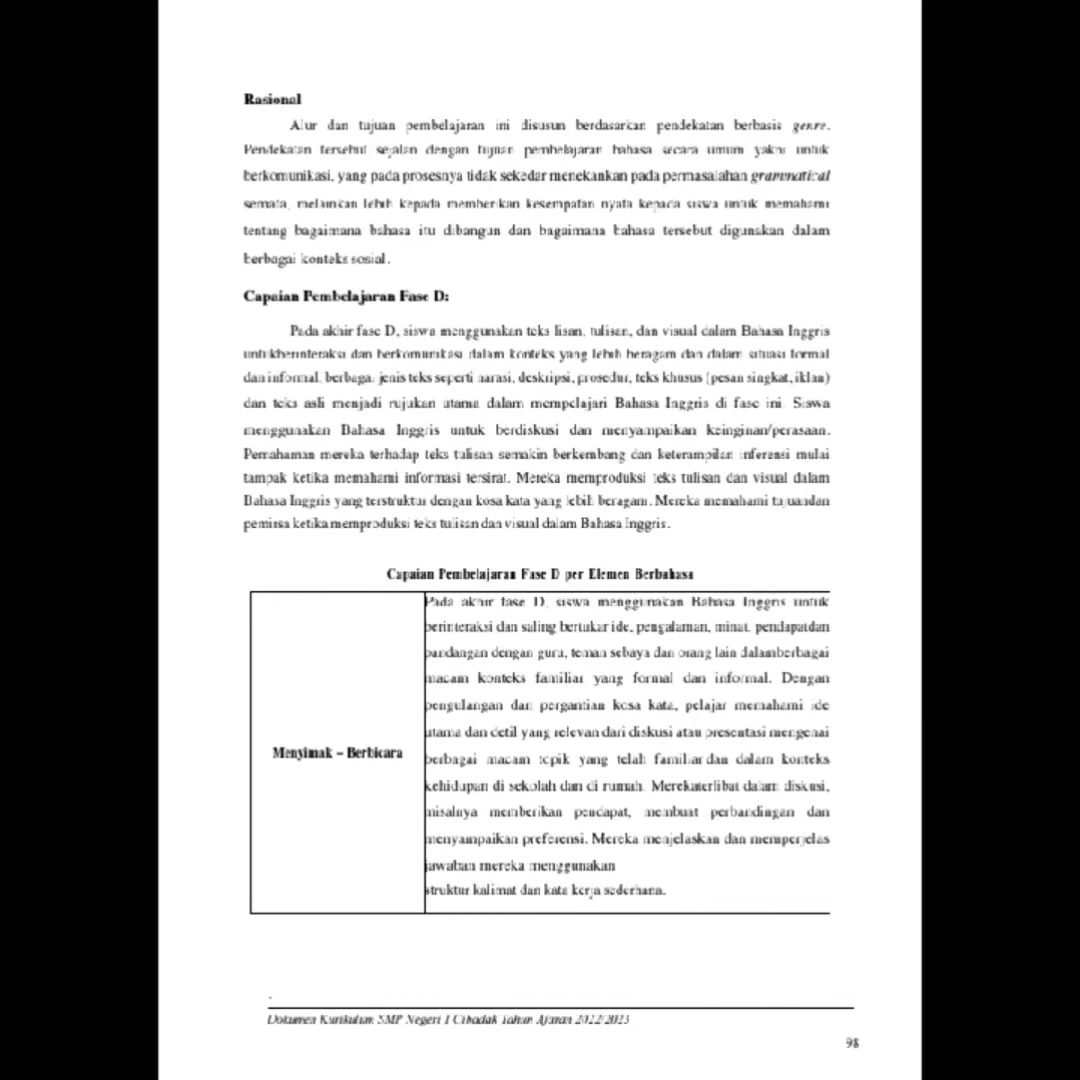 Rasional
Alur dan tujuan pembelajaran ini disusun berdasarkan pendekatan berbasis genre.
Pendekatan tersebut sejalan dengan tujuan pembelajaran bahasa secara umum yakni untuk
berkomunikasi, yang pada prosesnya tidak sekedar menekankan pada permasalahan grammatical
semata, melainkan lebih kepada memberikan kesempatan nyata kepada siswa untuk memahami
tentang bagaimana bahasa itu dibangun dan bagaimana bahasa tersebut digunakan dalam
berbagai konteks sosial.
Capaian Pembelajaran Fase D:
Pada akhir fase D, siswa menggunakan teks lisan, tulisan, dan visual dalam Bahasa Inggris
untukberinteraksi dan berkomunikasi dalam konteks yang lebih beragam dan dalam situasi formal
dan informal. berbagai jenis teks seperti narasi, deskripsi, prosedur, teks khusus (pesan singkat, iklan)
dan teks asli menjadi rujukan utama dalam mempelajari Bahasa Inggris di fase ini. Siswa
menggunakan Bahasa Inggris untuk berdiskusi dan menyampaikan keinginan/perasaan.
Pemahaman mereka terhadap teks tulisan semakin berkembang dan keterampilan inferensi mulai
tampak ketika memahami informasi tersirat. Mereka memproduksi teks tulisan dan visual dalam
Bahasa Inggris yang terstruktur dengan kosa kata yang lebih beragam. Mereka memahami tujuandan
pemirsa ketika memproduksi teks tulisan dan visual dalam Bahasa Inggris.
Capaian Pembelajaran Fase D per Elemen Berbahasa
Menyimak – Berbicara
Pada akhir fase D, siswa menggunakan Bahasa Inggris untuk
berinteraksi dan saling bertukar ide, pengalaman, minat, pendapatdan
pandangan dengan guru, teman sebaya dan orang lain dalamberbagai
macam konteks familiar yang formal dan informal. Dengan
pengulangan dan pergantian kosa kata, pelajar memahami ide
utama dan detil yang relevan dari diskusi atau presentasi mengenai
berbagai macam topik yang telah familiar dan dalam konteks
kehidupan di sekolah dan di rumah. Merekaterlibat dalam diskusi,
misalnya memberikan pendapat, membuat perbandingan dan
menyampaikan preferensi. Mereka menjelaskan dan memperjelas
jawaban mereka menggunakan
struktur kalimat dan kata kerja sederhana.
Dokumen Kurikulum SMP Negeri 1 Cibadak Tahun Ajaran 2022/2023
98